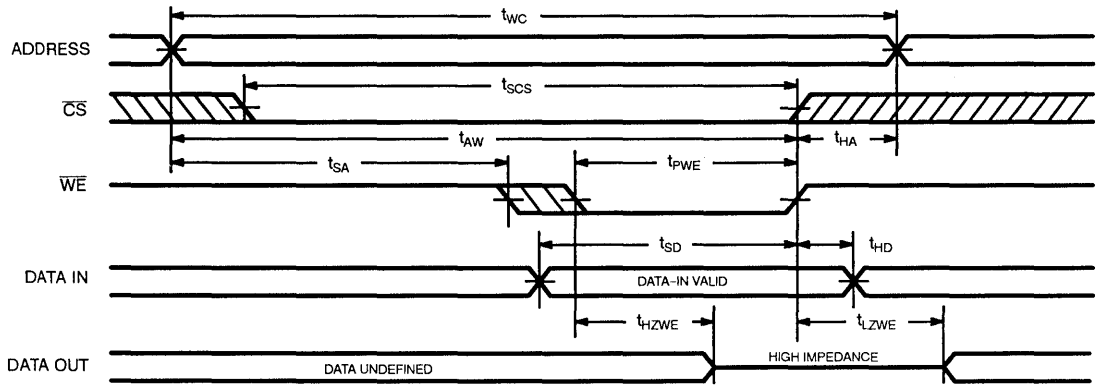 tWC
ADDRESS
tSCS
CS
tAW
tHA
tSA
tPWE
WE
tSD
tHD
DATA IN
DATA-IN VALID
tHZWE
tLZWE
HIGH IMPEDANCE
DATA OUT
DATA UNDEFINED